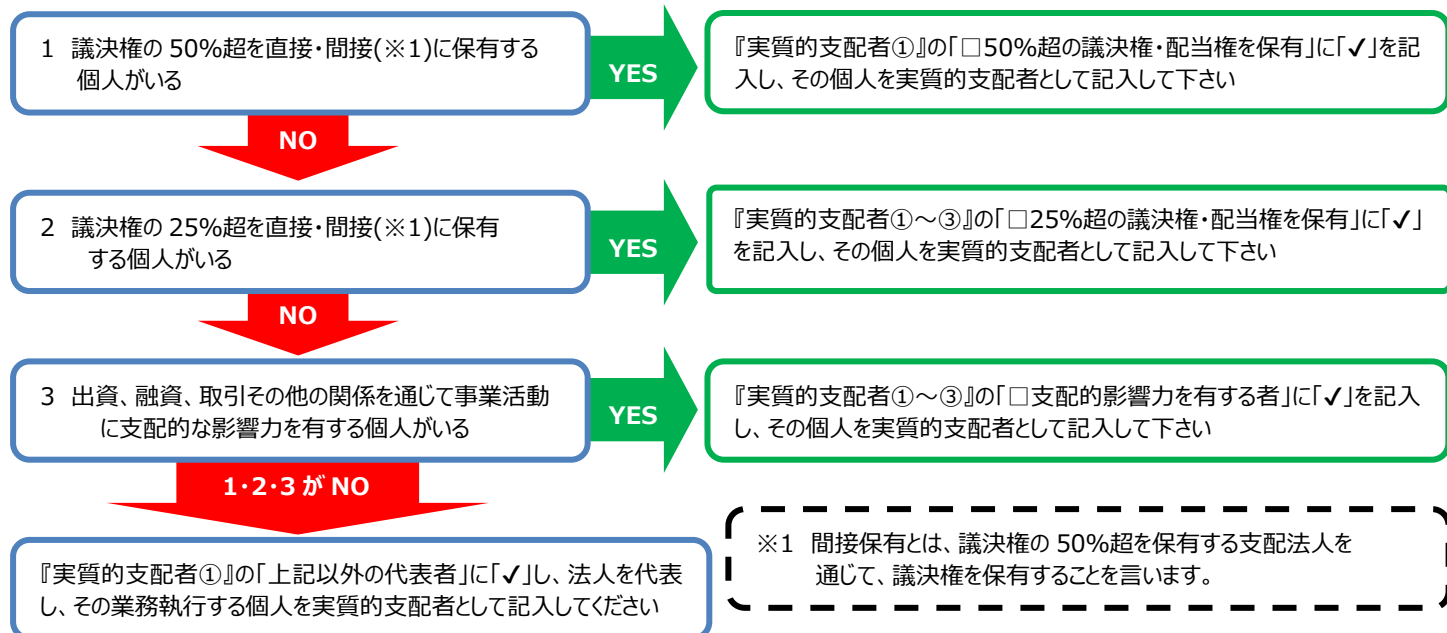 1 議決権の 50%超を直接・間接(※1)に保有する
個人がいる
YES
『実質的支配者①』の「□50%超の議決権・配当権を保有」に「✔」を記
入し、その個人を実質的支配者として記入して下さい
NO
2 議決権の 25%超を直接・間接(※1)に保有
する個人がいる
YES
『実質的支配者①~③』の「□25%超の議決権・配当権を保有」に「✔」
を記入し、その個人を実質的支配者として記入して下さい
NO
3 出資、融資、取引その他の関係を通じて事業活動
に支配的な影響力を有する個人がいる
YES
『実質的支配者①~③』の「□支配的影響力を有する者」に「✔」を記入
し、その個人を実質的支配者として記入して下さい
1・2・3 が NO
『実質的支配者①』の「上記以外の代表者」に「✔」し、法人を代表
し、その業務執行する個人を実質的支配者として記入してください
※1 間接保有とは、議決権の 50%超を保有する支配法人を
通じて、議決権を保有することを言います。